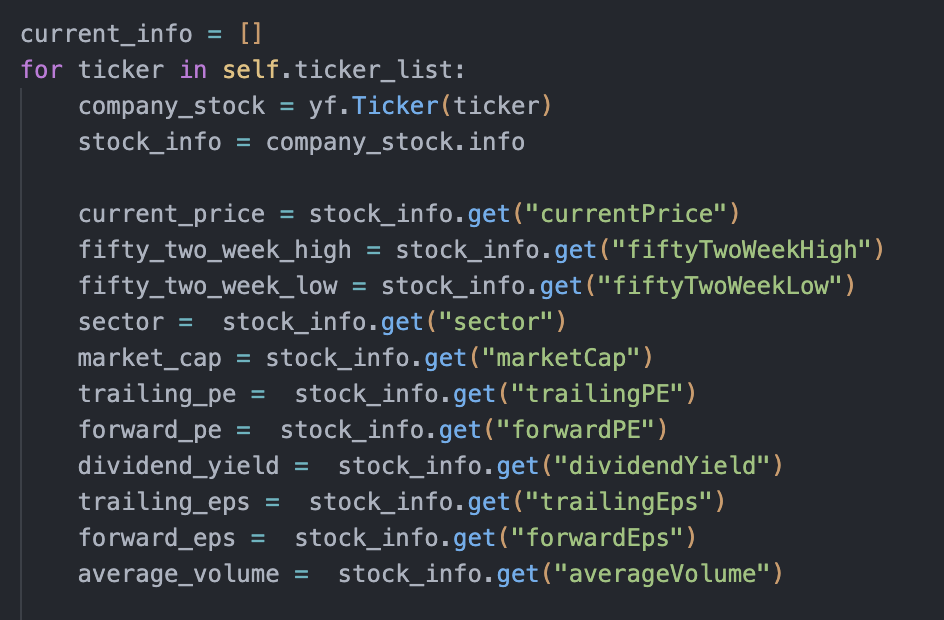 current_info = []
for ticker in self.ticker_list:
    company_stock = yf.Ticker(ticker)
    stock_info = company_stock.info

    current_price = stock_info.get("currentPrice")
    fifty_two_week_high = stock_info.get("fiftyTwoWeekHigh")
    fifty_two_week_low = stock_info.get("fiftyTwoWeekLow")
    sector =  stock_info.get("sector")
    market_cap = stock_info.get("marketCap")
    trailing_pe =  stock_info.get("trailingPE")
    forward_pe =  stock_info.get("forwardPE")
    dividend_yield =  stock_info.get("dividendYield")
    trailing_eps =  stock_info.get("trailingEps")
    forward_eps =  stock_info.get("forwardEps")
    average_volume =  stock_info.get("averageVolume")